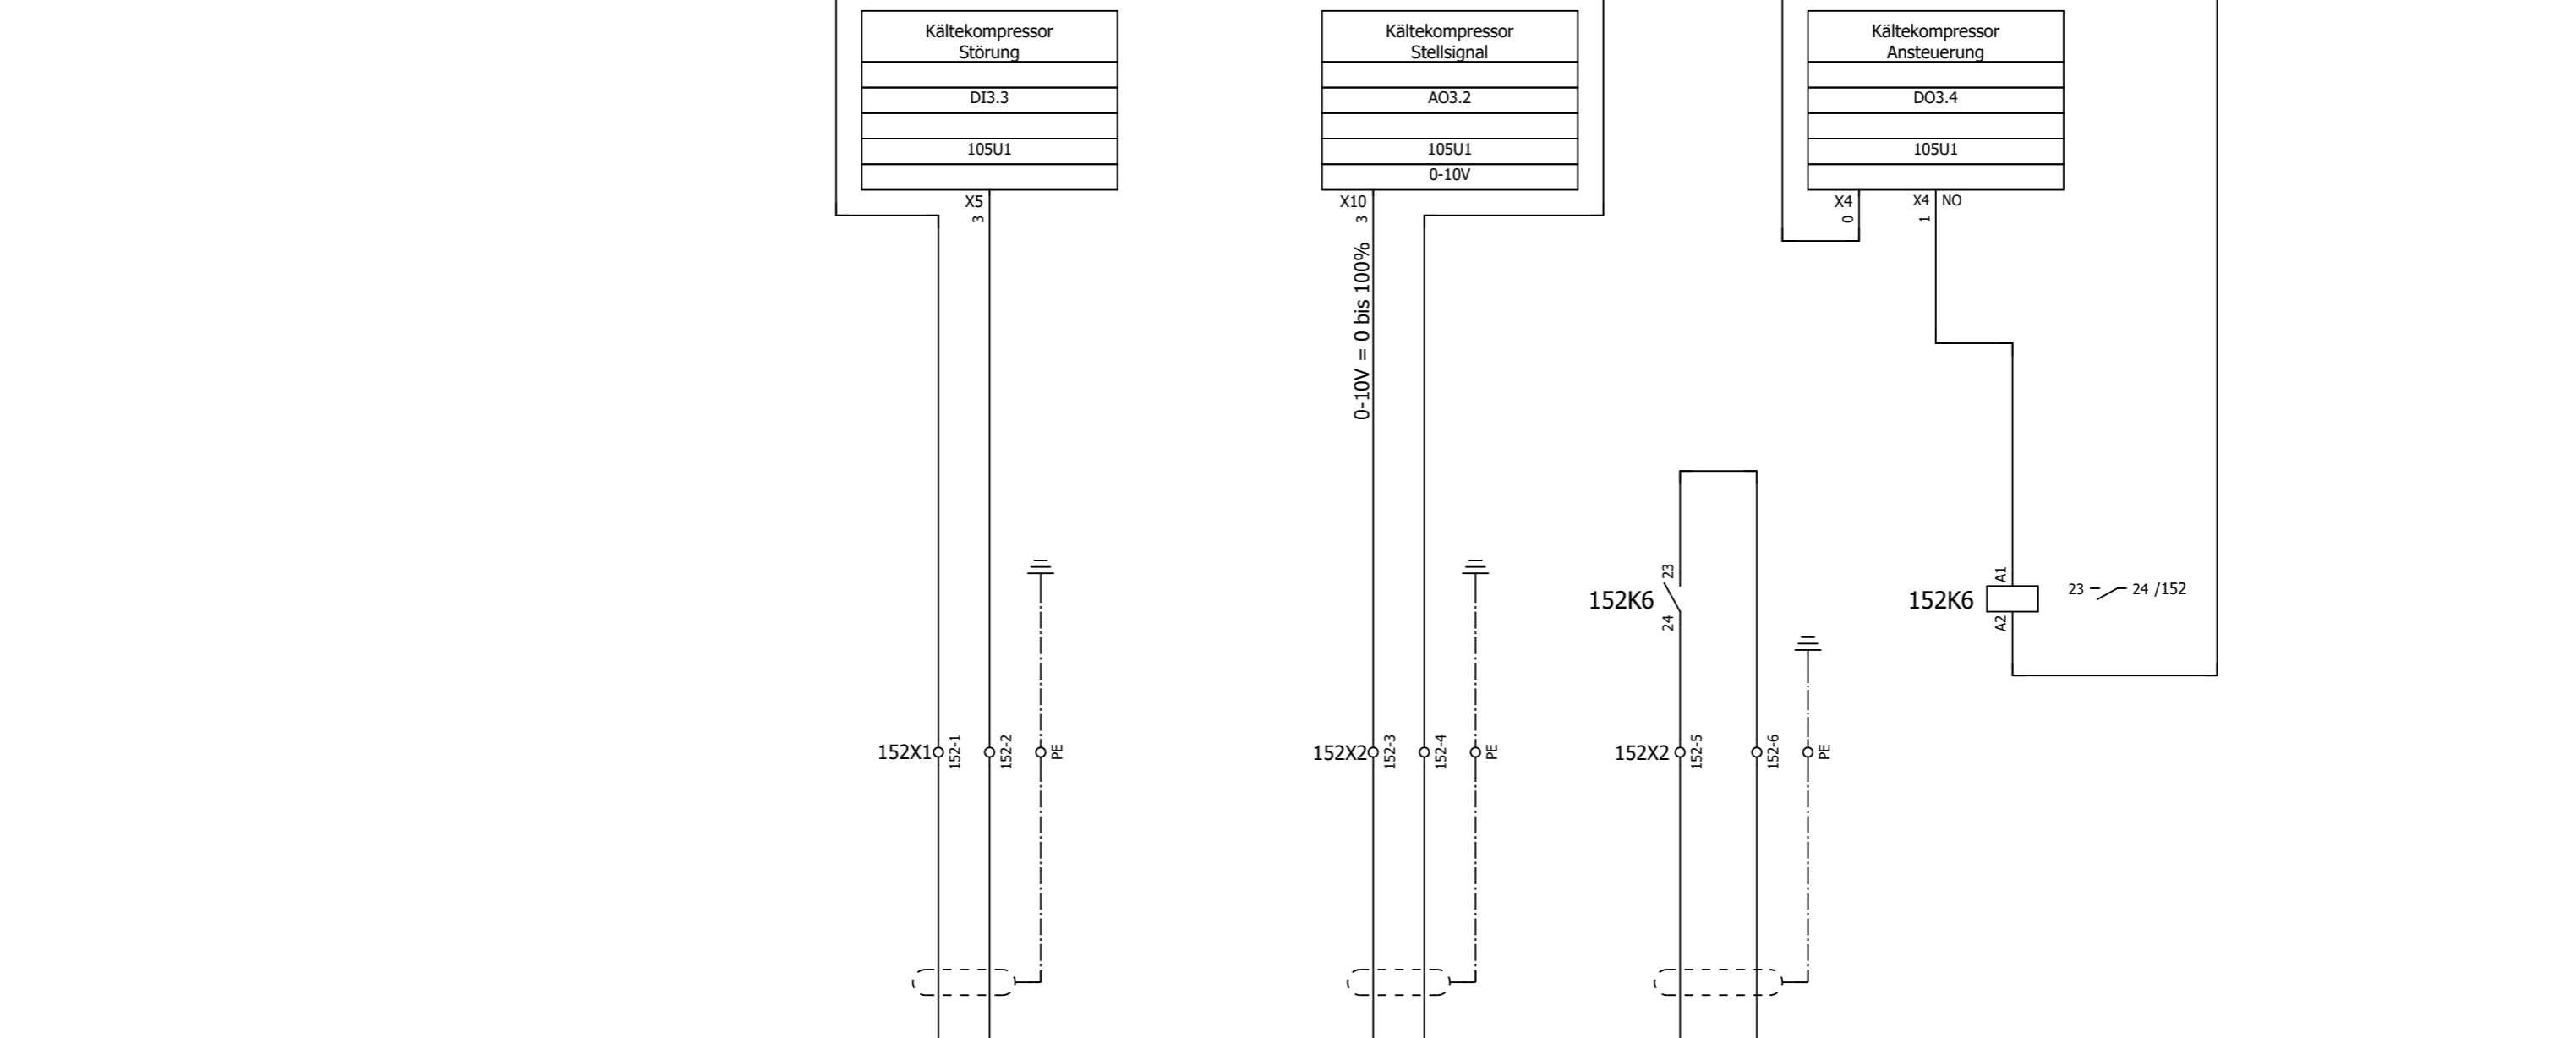 Kältekompressor
Störung
DI3.3
105U1
X5
3
Kältekompressor
Stellsignal
AO3.2
105U1
0-10V
X10
3
0-10V = 0 bis 100%
Kältekompressor
Ansteuerung
DO3.4
105U1
X4
0
X4
1
NO
152K6
23
24
152K6
A1
A2
23
24 /152
152X1
152-1
152-2
PE
152X2
152-3
152-4
PE
152X2
152-5
152-6
PE